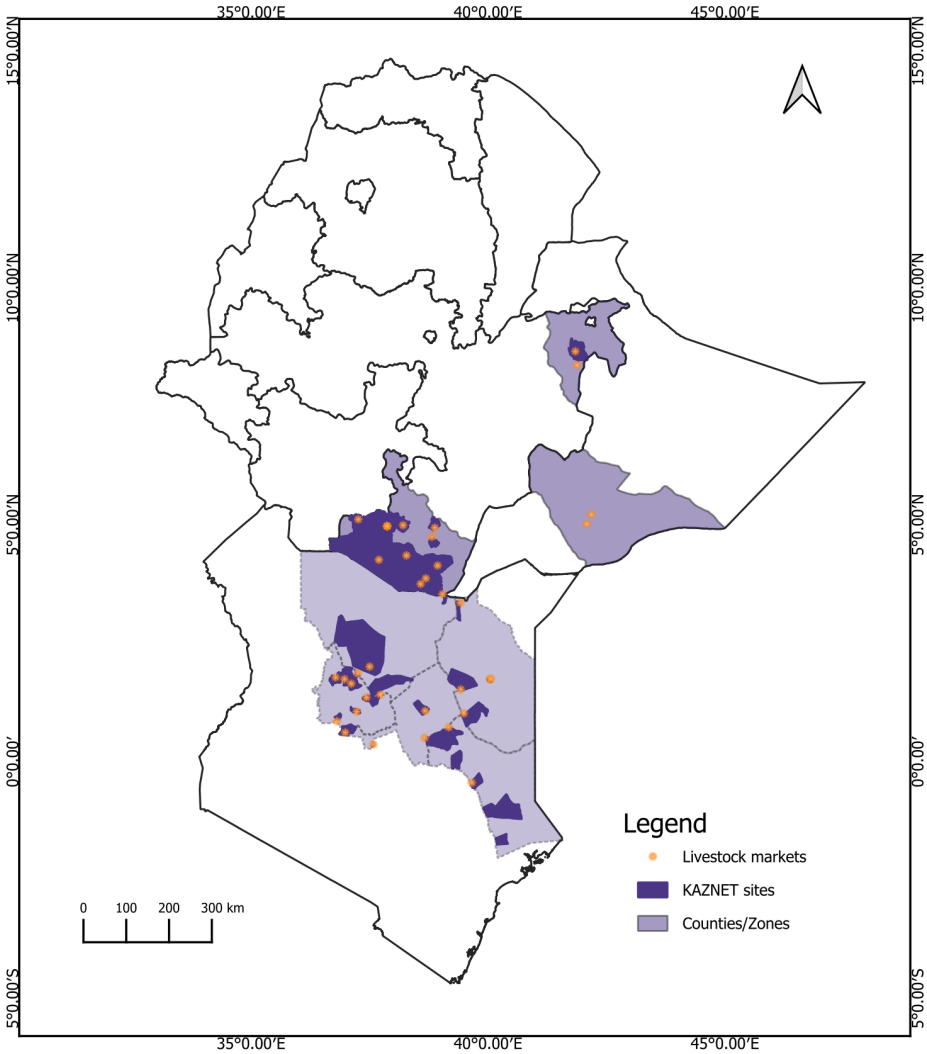 35°0.00′E 40°0.00′E 45°0.00′E
15°0.00′N 15°0.00′N
10°0.00′N 10°0.00′N
5°0.00′N 5°0.00′N
0°0.00′ 0°0.00′
5°0.00′S 5°0.00′S
Legend
Livestock markets
KAZNET sites
Counties/Zones
0 100 200 300 km
35°0.00′E 40°0.00′E 45°0.00′E